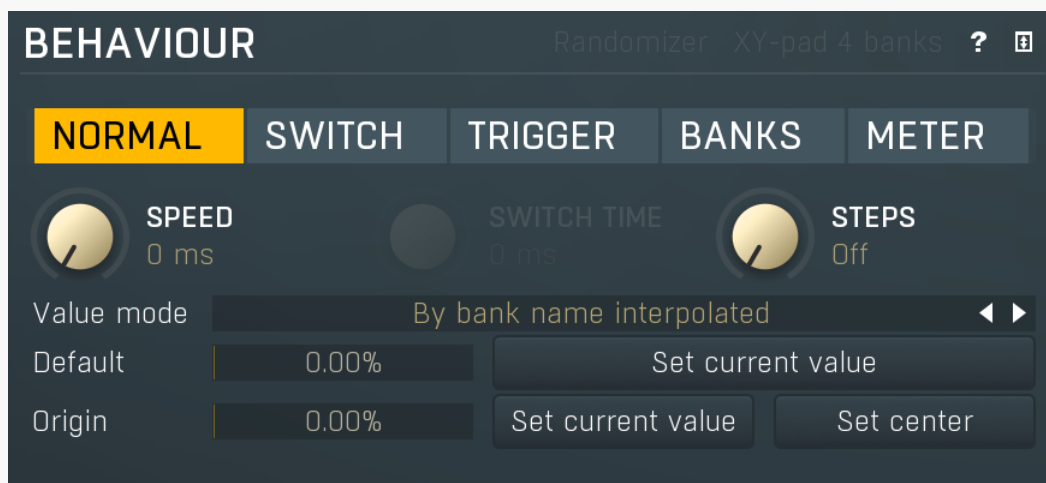 BEHAVIOUR Randomizer XY-pad 4 banks ?
NORMAL SWITCH TRIGGER BANKS METER
SPEED SWITCH TIME STEPS
0 ms 0 ms Off
Value mode By bank name interpolated
Default 0.00% Set current value
Origin 0.00% Set current value Set center